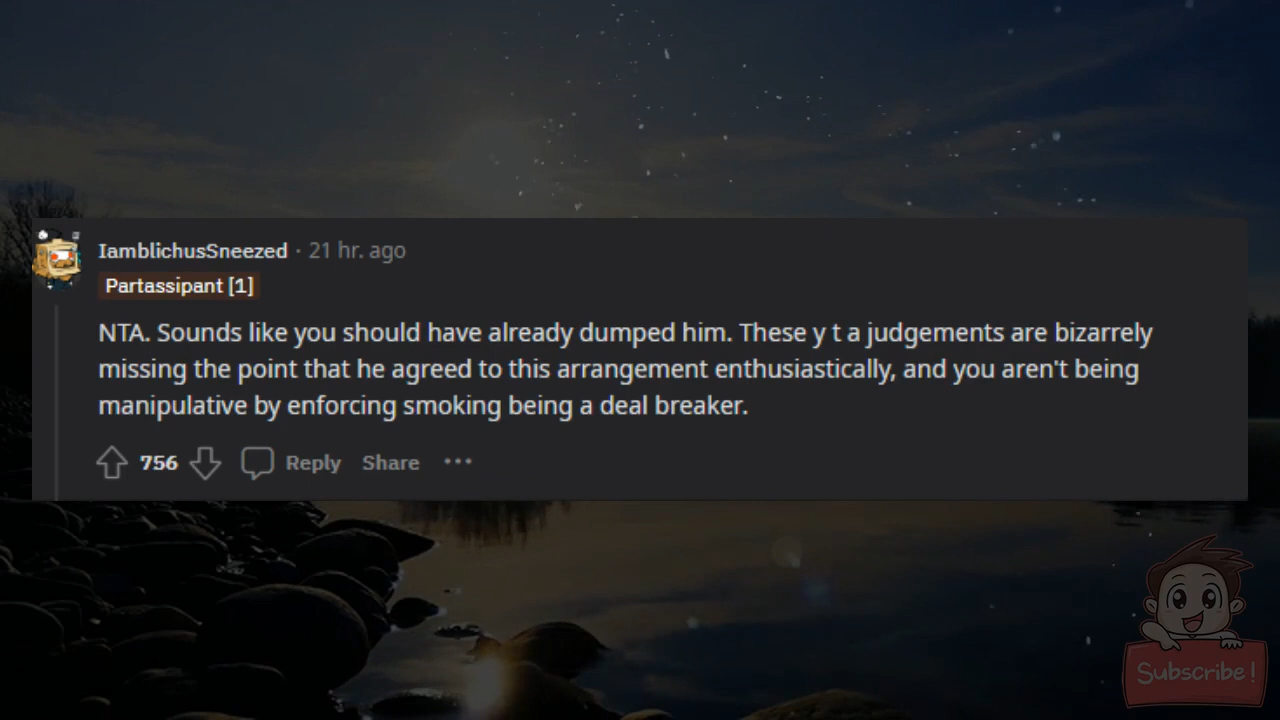 IamblichusSneezed · 21 hr. ago
Partassipant [1]
NTA. Sounds like you should have already dumped him. These y t a judgements are bizarrely
missing the point that he agreed to this arrangement enthusiastically, and you aren't being
manipulative by enforcing smoking being a deal breaker.
756 Reply Share ···
Subscribe!